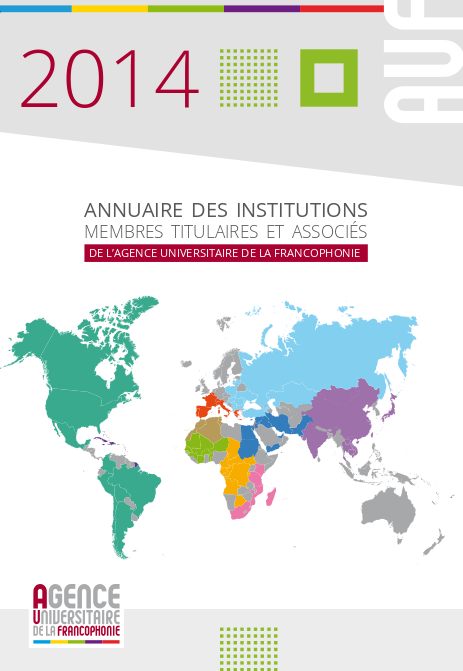 2014
AUF
ANNUAIRE DES INSTITUTIONS
MEMBRES TITULAIRES ET ASSOCIÉS
DE L'AGENCE UNIVERSITAIRE DE LA FRANCOPHONIE
AGENCE
UNIVERSITAIRE
DE LA FRANCOPHONIE